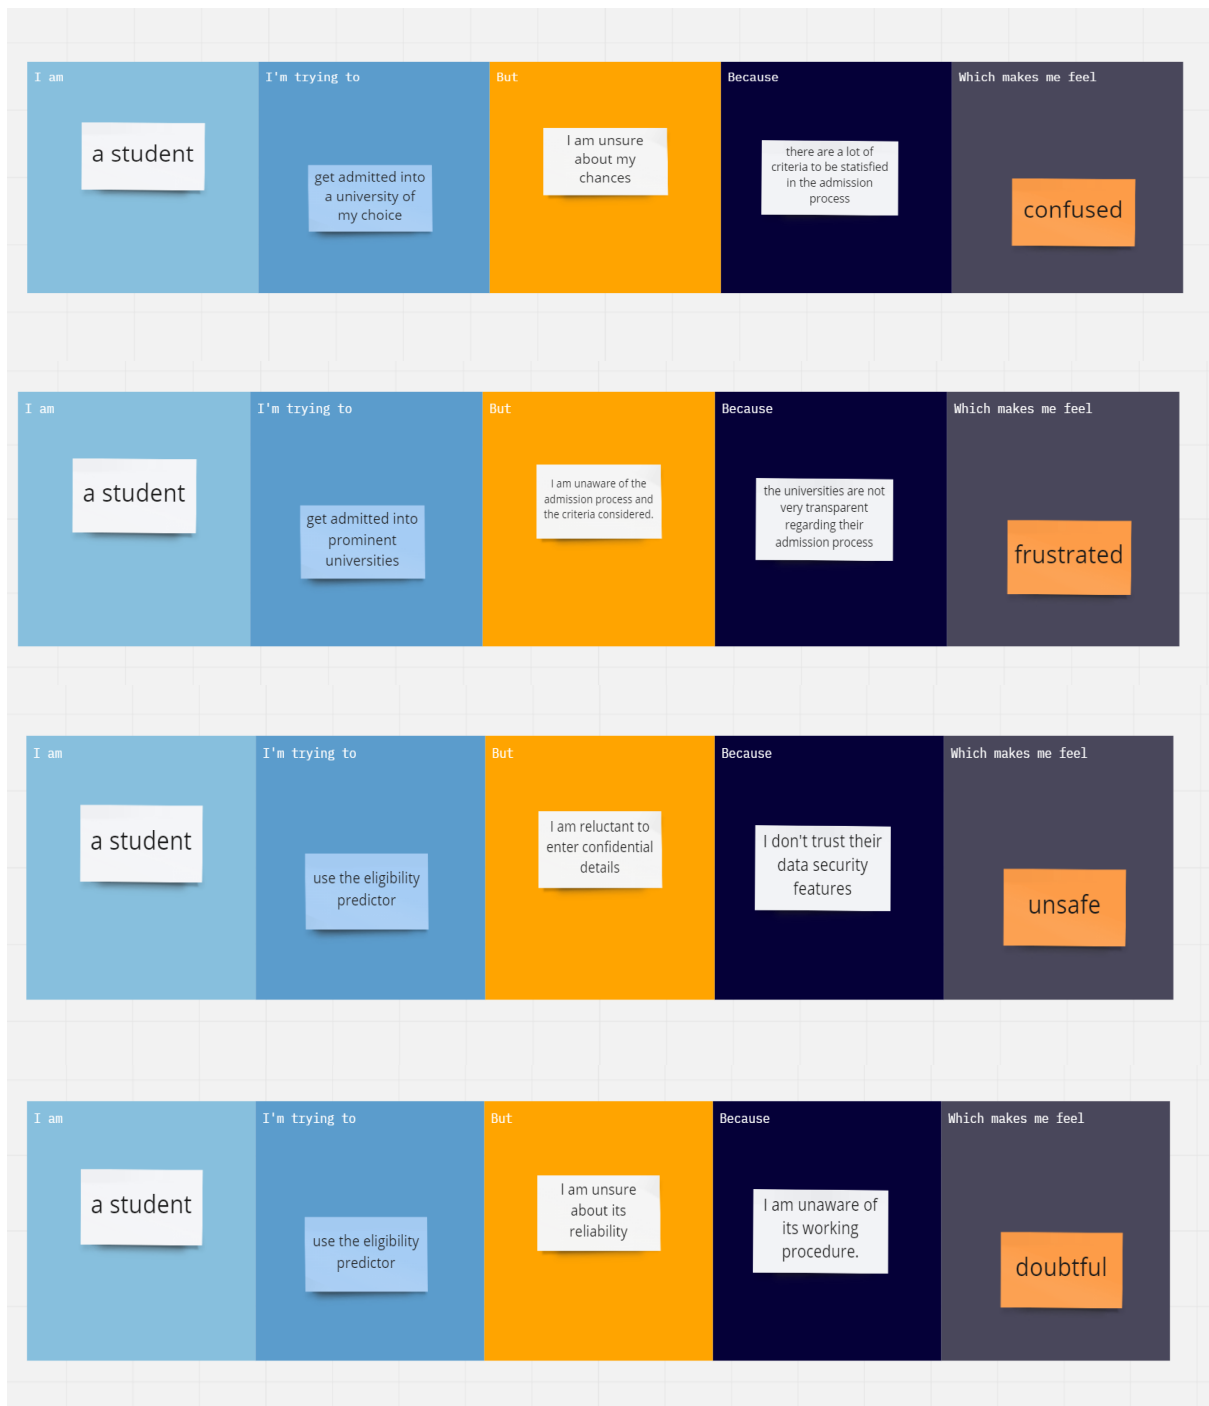 I am
I'm trying to
But
Because
Which makes me feel
a student
get admitted into
a university of
my choice
I am unsure
about my
chances
there are a lot of
criteria to be statisfied
in the admission
process
confused
I am
I'm trying to
But
Because
Which makes me feel
a student
get admitted into
prominent
universities
I am unaware of the
admission process and
the criteria considered.
the universities are not
very transparent
regarding their
admission process
frustrated
I am
I'm trying to
But
Because
Which makes me feel
a student
use the eligibility
predictor
I am reluctant to
enter confidential
details
I don't trust their
data security
features
unsafe
I am
I'm trying to
But
Because
Which makes me feel
a student
use the eligibility
predictor
I am unsure
about its
reliability
I am unaware of
its working
procedure.
doubtful